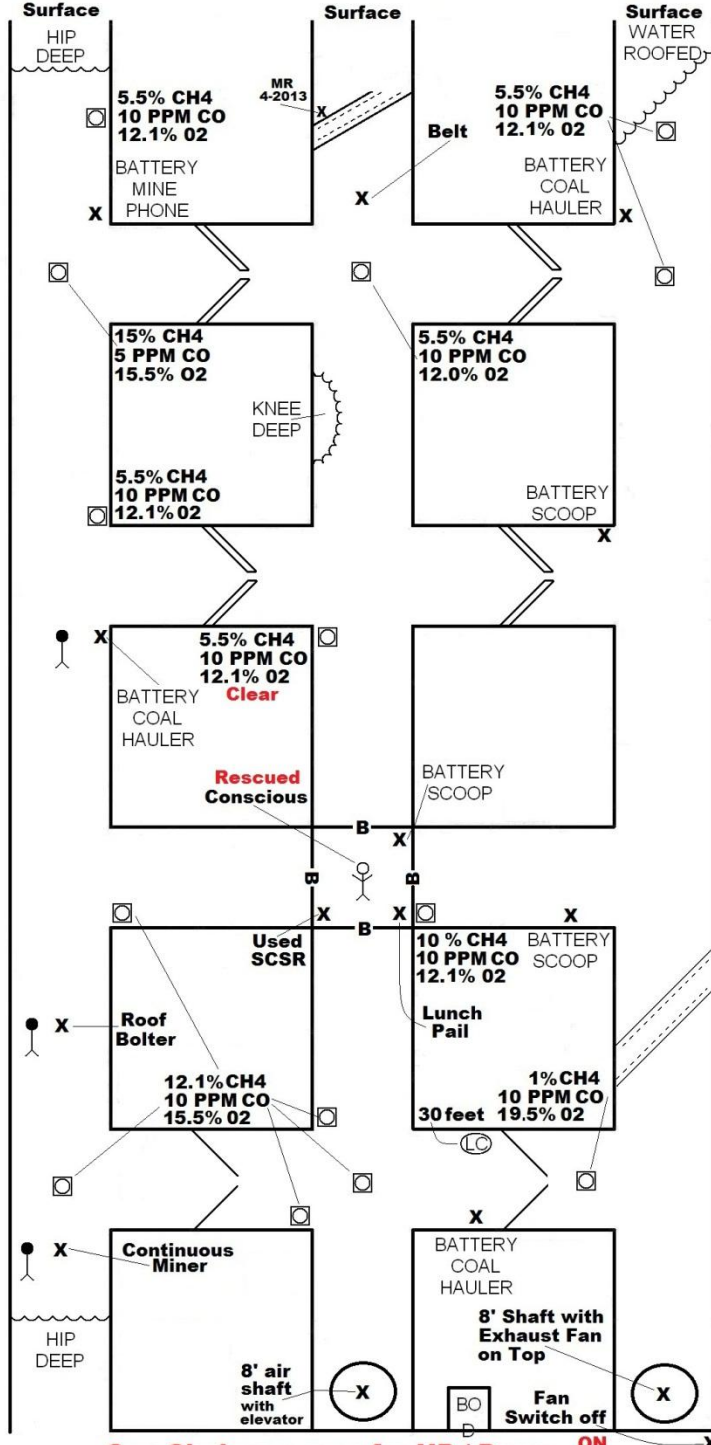 Surface
Surface
Surface
HIP
DEEP
WATER
ROOFED
5.5% CH4
10 PPM CO
12.1% 02
MR
4-2013
X
5.5% CH4
10 PPM CO
12.1% 02
Belt
BATTERY
MINE
PHONE
X
X
BATTERY
COAL
HAULER
X
15% CH4
5 PPM CO
15.5% O2
5.5% CH4
10 PPM CO
12.0% 02
KNEE
DEEP
5.5% CH4
10 PPM CO
12.1% 02
BATTERY
SCOOP
X
X
5.5% CH4
10 PPM CO
12.1% 02
Clear
BATTERY
COAL
HAULER
Rescued
Conscious
BATTERY
SCOOP
B
X
B
B
X
X
X
B
Used
SCSR
10 % CH4
10 PPM CO
12.1% 02
BATTERY
SCOOP
X
Roof
Bolter
Lunch
Pail
12.1% CH4
10 PPM CO
15.5% 02
1% CH4
10 PPM CO
19.5% 02
30 feet
LC
X
X
Continuous
Miner
BATTERY
COAL
HAULER
HIP
DEEP
8' Shaft with
Exhaust Fan
on Top
8' air
shaft
with
elevator
X
X
BO
D
Fan
Switch off
ON
X